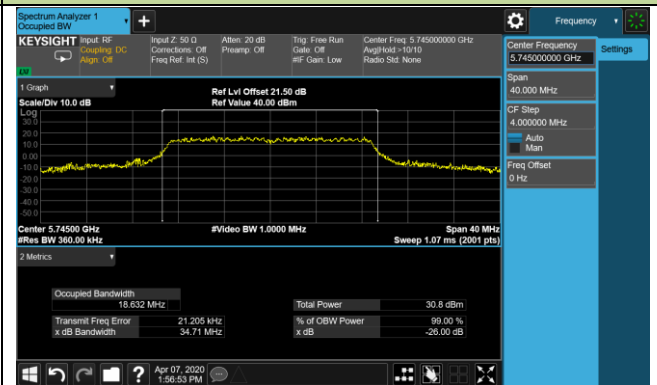 Spectrum Analyzer 1
Occupied BW
+
Frequency
KEYSIGHT
Input: RF
Coupling: DC
Align: Off
Input Z: 50 Ω
Corrections: Off
Freq Ref: Int (S)
Atten: 20 dB
Preamp: Off
Trig: Free Run
Gate: Off
#IF Gain: Low
Center Freq: 5.745000000 GHz
Avg|Hold:>10/10
Radio Std: None
Center Frequency
5.745000000 GHz
Settings
Span
40.000 MHz
CF Step
4.000000 MHz
Auto
Man
Freq Offset
0 Hz
1 Graph
Scale/Div 10.0 dB
Ref Lvl Offset 21.50 dB
Ref Value 40.00 dBm
Log
30.0
20.0
10.0
0.00
-10.0
-20.0
-30.0
-40.0
-50.0
Center 5.74500 GHz
#Video BW 1.0000 MHz
Span 40 MHz
#Res BW 360.00 kHz
Sweep 1.07 ms (2001 pts)
2 Metrics
Occupied Bandwidth
18.632 MHz
Total Power 30.8 dBm
Transmit Freq Error 21.205 kHz
% of OBW Power 99.00 %
x dB Bandwidth 34.71 MHz
x dB -26.00 dB
?
Apr 07, 2020
1:56:53 PM